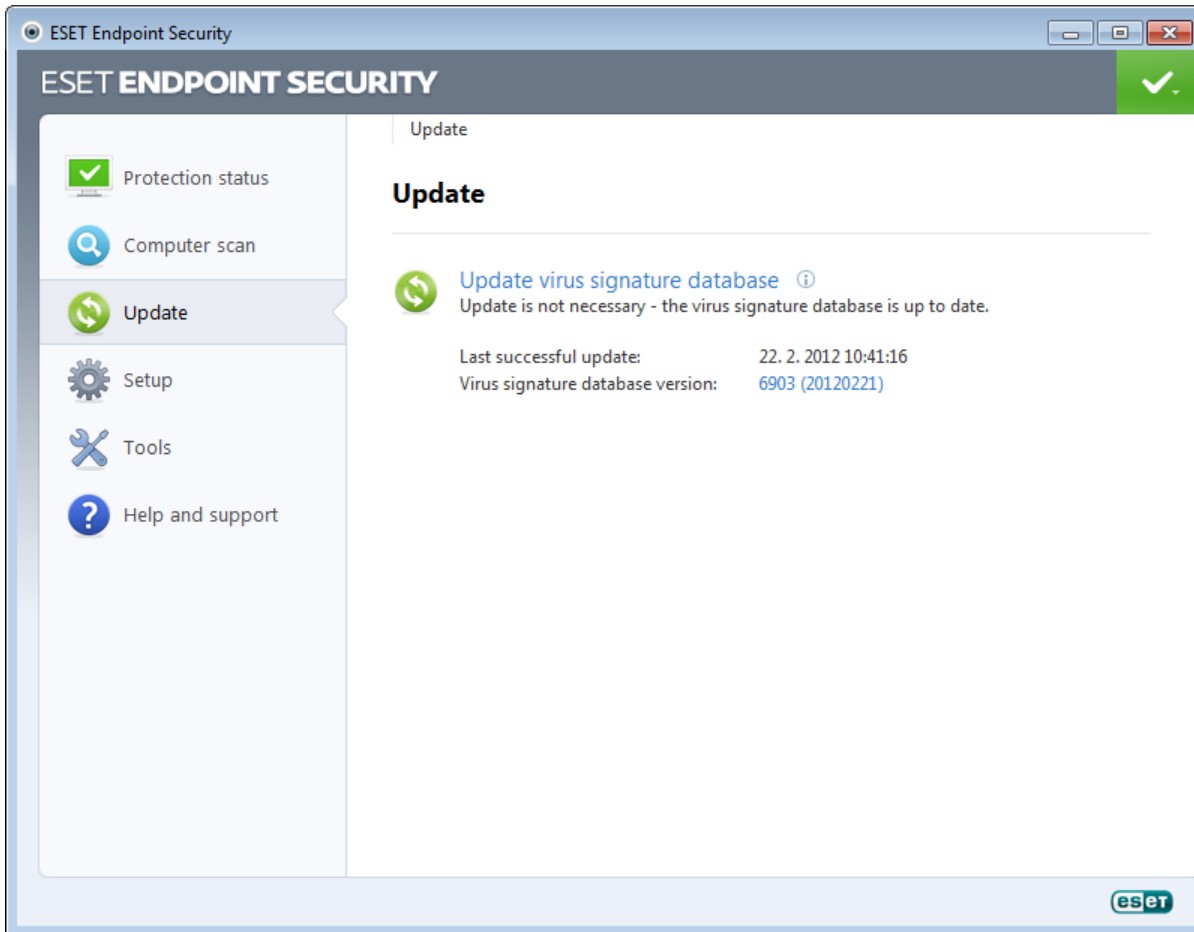 ESET Endpoint Security
ESET ENDPOINT SECURITY
Protection status
Computer scan
Update
Setup
Tools
Help and support
Update
Update
Update virus signature database
Update is not necessary - the virus signature database is up to date.
Last successful update: 22. 2. 2012 10:41:16
Virus signature database version: 6903 (20120221)
eset